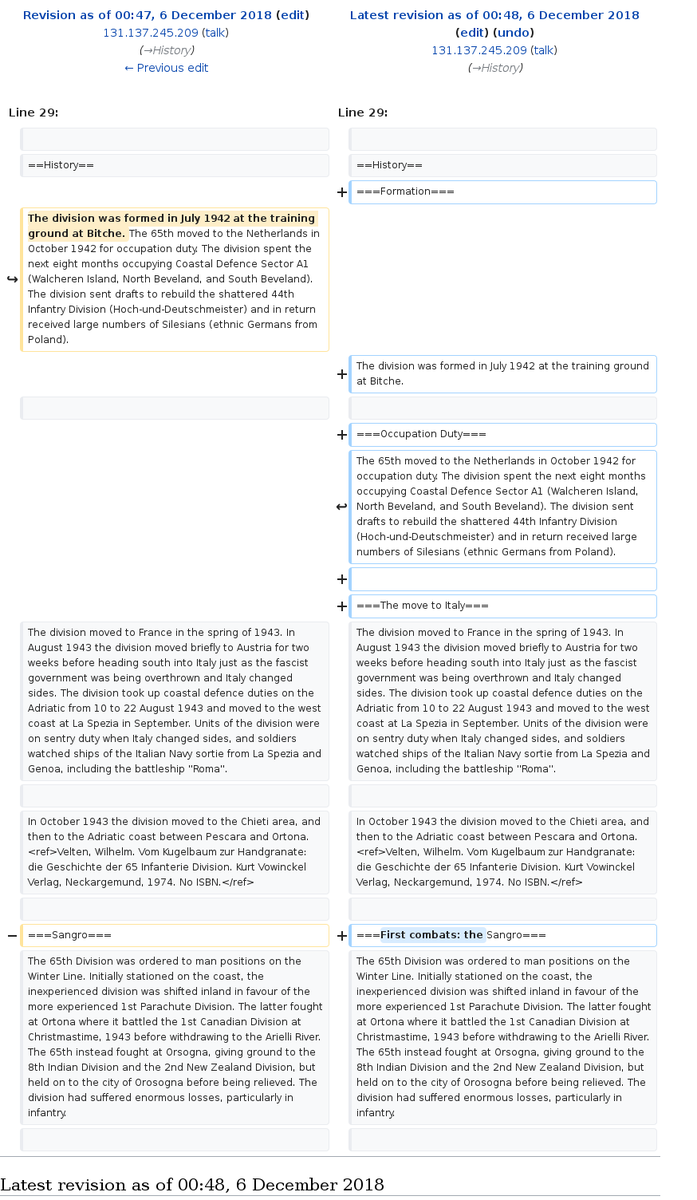 Revision as of 00:47, 6 December 2018 (edit)
131.137.245.209 (talk)
(→History)
← Previous edit
Latest revision as of 00:48, 6 December 2018
(edit) (undo)
131.137.245.209 (talk)
(→History)
Line 29:
Line 29:
==History==
==History==
+ ===Formation===
The division was formed in July 1942 at the training
ground at Bitche. The 65th moved to the Netherlands in
October 1942 for occupation duty. The division spent the
next eight months occupying Coastal Defence Sector A1
(Walcheren Island, North Beveland, and South Beveland).
The division sent drafts to rebuild the shattered 44th
Infantry Division (Hoch-und-Deutschmeister) and in return
received large numbers of Silesians (ethnic Germans from
Poland).
+ The division was formed in July 1942 at the training ground
at Bitche.
+ ===Occupation Duty===
The 65th moved to the Netherlands in October 1942 for
occupation duty. The division spent the next eight months
occupying Coastal Defence Sector A1 (Walcheren Island,
North Beveland, and South Beveland). The division sent
drafts to rebuild the shattered 44th Infantry Division
(Hoch-und-Deutschmeister) and in return received large
numbers of Silesians (ethnic Germans from Poland).
+
+ ===The move to Italy===
The division moved to France in the spring of 1943. In
August 1943 the division moved briefly to Austria for two
weeks before heading south into Italy just as the fascist
government was being overthrown and Italy changed
sides. The division took up coastal defence duties on the
Adriatic from 10 to 22 August 1943 and moved to the west
coast at La Spezia in September. Units of the division were
on sentry duty when Italy changed sides, and soldiers
watched ships of the Italian Navy sortie from La Spezia and
Genoa, including the battleship "Roma".
The division moved to France in the spring of 1943. In
August 1943 the division moved briefly to Austria for two
weeks before heading south into Italy just as the fascist
government was being overthrown and Italy changed
sides. The division took up coastal defence duties on the
Adriatic from 10 to 22 August 1943 and moved to the west
coast at La Spezia in September. Units of the division were
on sentry duty when Italy changed sides, and soldiers
watched ships of the Italian Navy sortie from La Spezia and
Genoa, including the battleship "Roma".
In October 1943 the division moved to the Chieti area, and
then to the Adriatic coast between Pescara and Ortona.
<ref>Velten, Wilhelm. Vom Kugelbaum zur Handgranate:
die Geschichte der 65 Infanterie Division. Kurt Vowinckel
Verlag, Neckargemund, 1974. No ISBN.</ref>
In October 1943 the division moved to the Chieti area, and
then to the Adriatic coast between Pescara and Ortona.
<ref>Velten, Wilhelm. Vom Kugelbaum zur Handgranate:
die Geschichte der 65 Infanterie Division. Kurt Vowinckel
Verlag, Neckargemund, 1974. No ISBN.</ref>
− ===Sangro===
+ ===First combats: the Sangro===
The 65th Division was ordered to man positions on the
Winter Line. Initially stationed on the coast, the
inexperienced division was shifted inland in favour of the
more experienced 1st Parachute Division. The latter fought
at Ortona where it battled the 1st Canadian Division at
Christmastime, 1943 before withdrawing to the Arielli River.
The 65th instead fought at Orsogna, giving ground to the
8th Indian Division and the 2nd New Zealand Division, but
held on to the city of Orosogna before being relieved. The
division had suffered enormous losses, particularly in
infantry.
The 65th Division was ordered to man positions on the
Winter Line. Initially stationed on the coast, the
inexperienced division was shifted inland in favour of the
more experienced 1st Parachute Division. The latter fought
at Ortona where it battled the 1st Canadian Division at
Christmastime, 1943 before withdrawing to the Arielli River.
The 65th instead fought at Orsogna, giving ground to the
8th Indian Division and the 2nd New Zealand Division, but
held on to the city of Orosogna before being relieved. The
division had suffered enormous losses, particularly in
infantry.
Latest revision as of 00:48, 6 December 2018